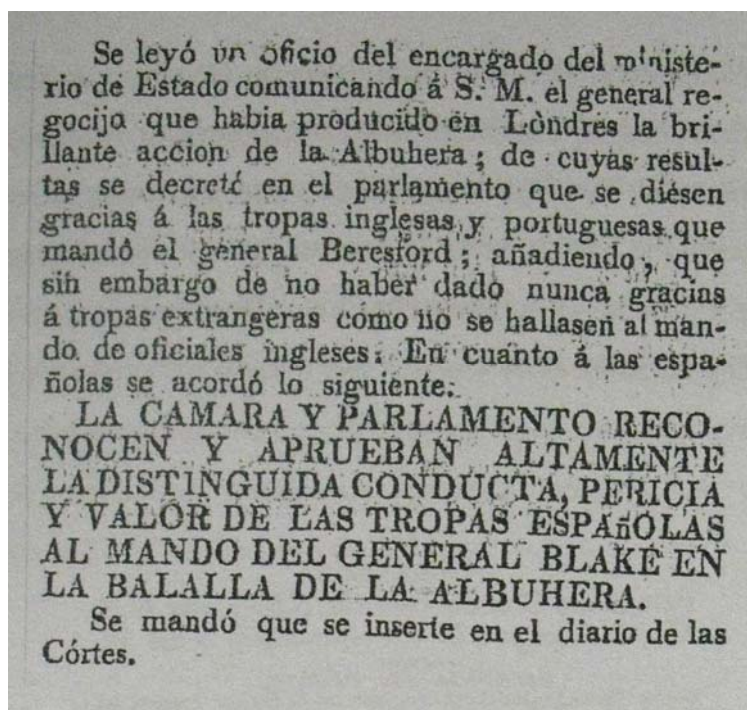 Se leyó un oficio del encargado del ministe-
rio de Estado comunicando á S. M. el general re-
gocijo que habia producido en Lóndres la bri-
llante accion de la Albuhera; de cuyas resul-
tas se decretó en el parlamento que se diesen
gracias á las tropas inglesas y portuguesas que
mandó el general Beresford; añadiendo, que
sin embargo de no haber dado nunca gracias
á tropas extrangeras como no se hallasen al man-
do de oficiales ingleses: En cuanto á las espa-
ñolas se acordó lo siguiente:
LA CAMARA Y PARLAMENTO RECO-
NOCEN Y APRUEBAN ALTAMENTE
LA DISTINGUIDA CONDUCTA, PERICIA
Y VALOR DE LAS TROPAS ESPAñOLAS
AL MANDO DEL GENERAL BLAKE EN
LA BALALLA DE LA ALBUHERA.
Se mandó que se inserte en el diario de las
Córtes.